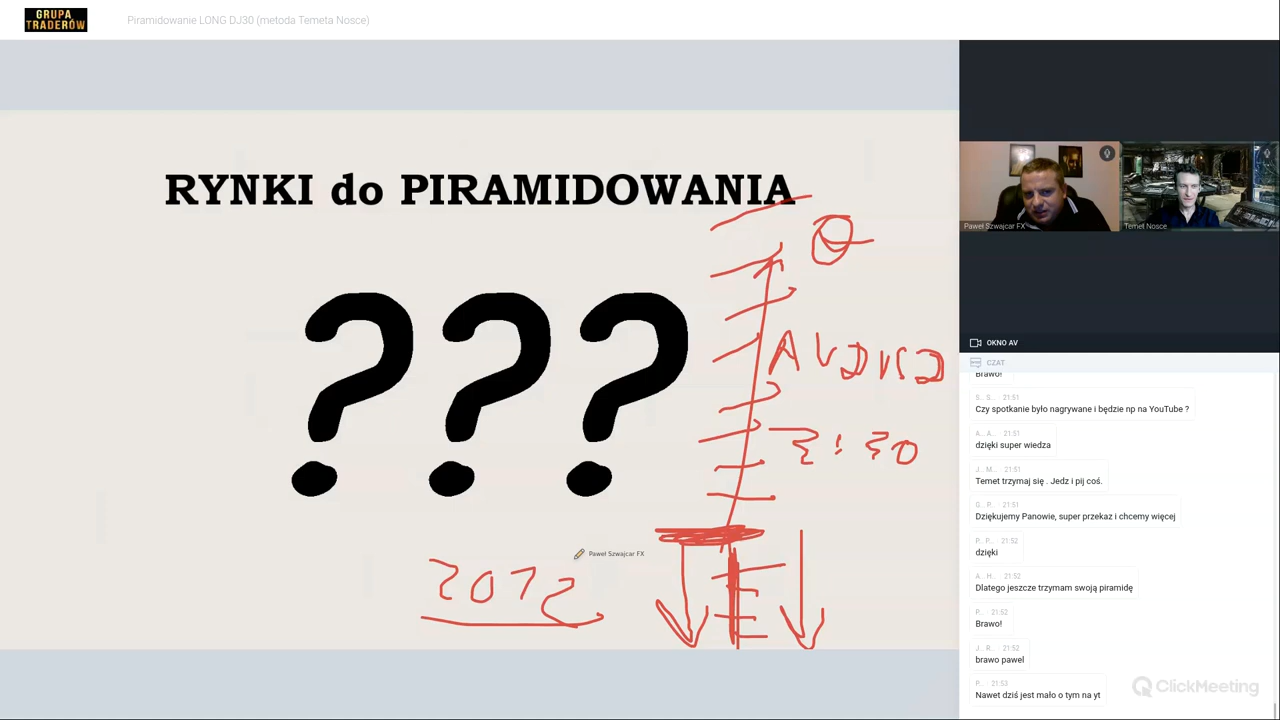 GRUPA
TRADERÓW
Piramidowanie LONG DJ30 (metoda Temeta Nosce)
RYNKI do PIRAMIDOWANIA
???
Paweł Szwajcar FX
Paweł Szwajcar FX
Temet Nosce
OKNO AV
CZAT
Brawo!
S... S... · 21:51
Czy spotkanie było nagrywane i będzie np na YouTube ?
A... A... · 21:51
dzięki super wiedza
J... M... · 21:51
Temet trzymaj się . Jedz i pij coś.
S... P... · 21:51
Dziękujemy Panowie, super przekaz i chcemy więcej
P... P... · 21:52
dzięki
A... H... · 21:52
Dlatego jeszcze trzymam swoją piramidę
P... · 21:52
Brawo!
J... R... · 21:52
brawo pawel
P... · 21:53
Nawet dziś jest mało o tym na yt
ClickMeeting